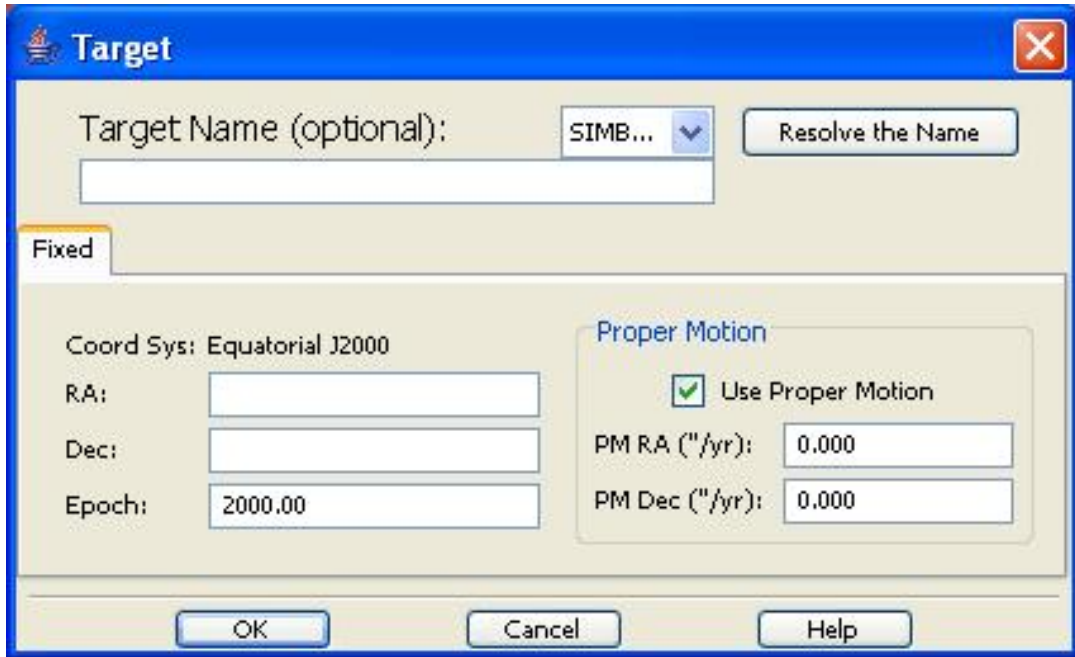 Target
Target Name (optional): SIMB... Resolve the Name
Fixed
Coord Sys: Equatorial J2000
RA:
Dec:
Epoch: 2000.00
Proper Motion
Use Proper Motion
PM RA ("/yr): 0.000
PM Dec ("/yr): 0.000
OK Cancel Help